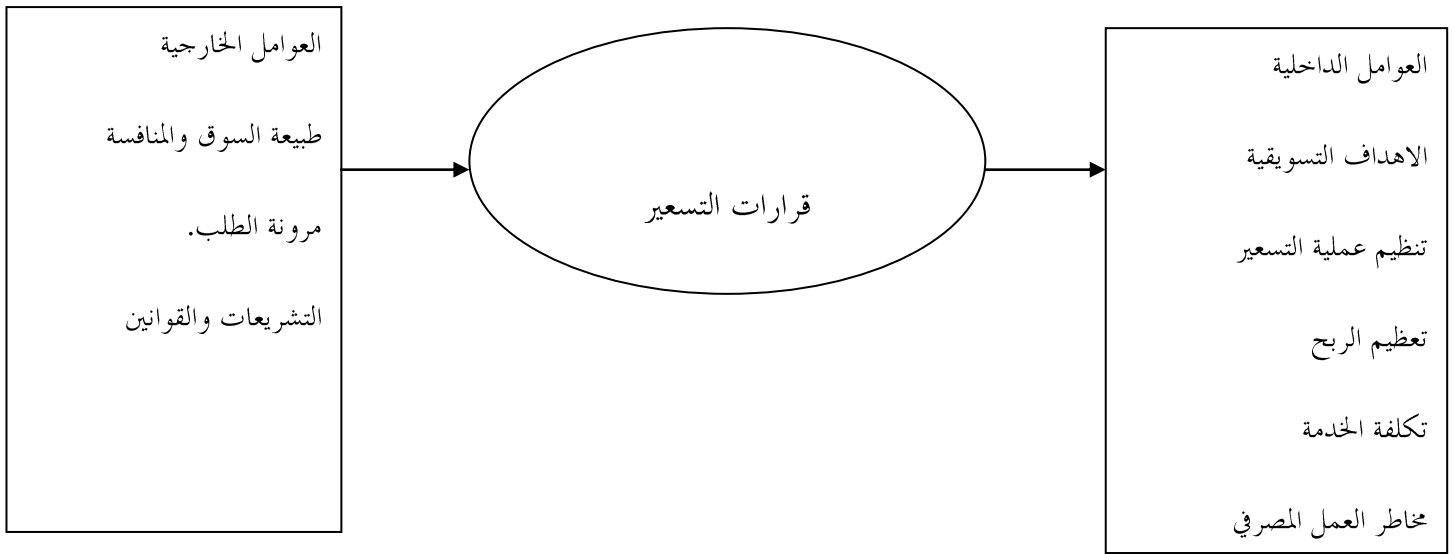 العوامل الداخلية
الاهداف التسويقية
تنظيم عملية التسعير
تعظيم الربح
تكلفة الخدمة
مخاطر العمل المصرفي
قرارات التسعير
العوامل الخارجية
طبيعة السوق والمنافسة
مرونة الطلب.
التشريعات والقوانين